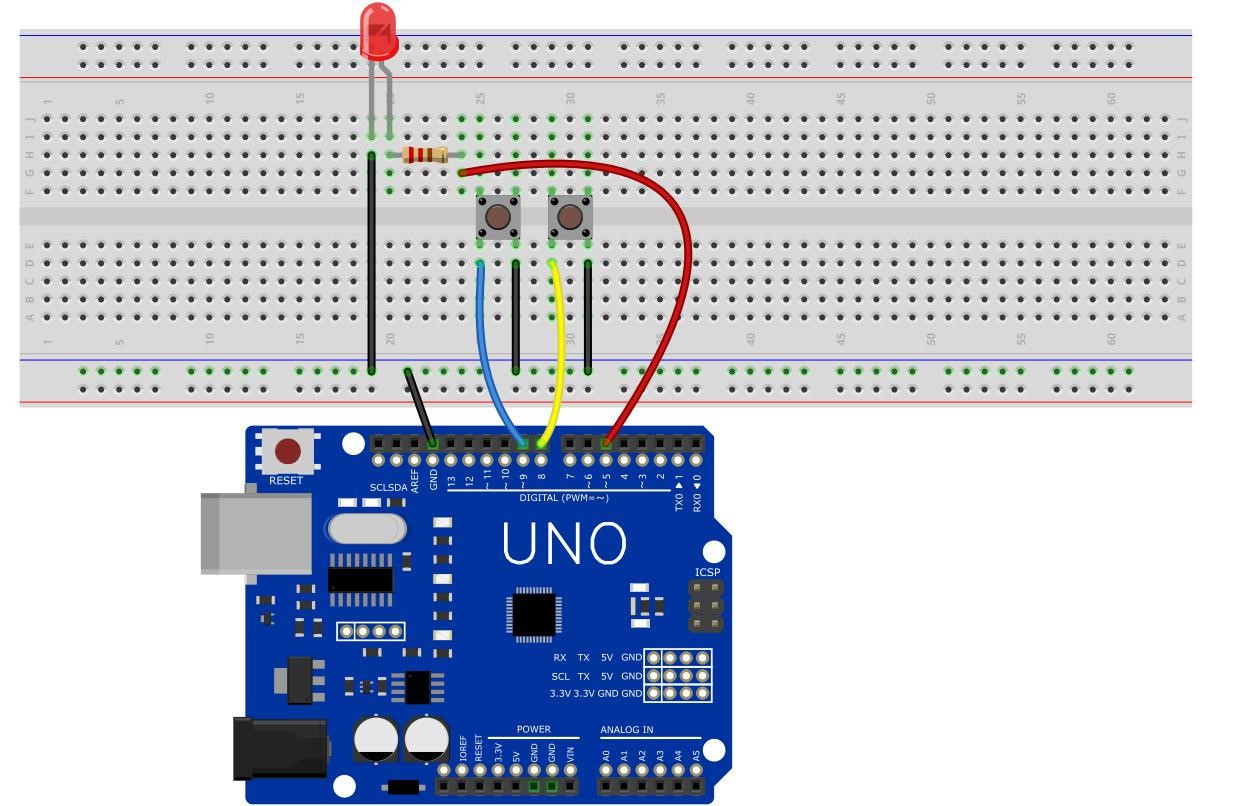 1 5 10 15 20 25 30 35 40 45 50 55 60
J J
I I
H H
G G
F F
E E
D D
C C
B B
A A
1 5 20 30 35 40 45 50 55 60
RESET
SCL SDA AREF GND 13 12 ~11 ~10 ~9 8 7 ~6 ~5 4 ~3 2 TX0▶1 RX0◀0
DIGITAL (PWM=~)
UNO
ICSP
RX TX 5V GND
SCL TX 5V GND
3.3V 3.3V GND GND
POWER ANALOG IN
IOREF RESET 3.3V 5V GND GND VIN A0 A1 A2 A3 A4 A5